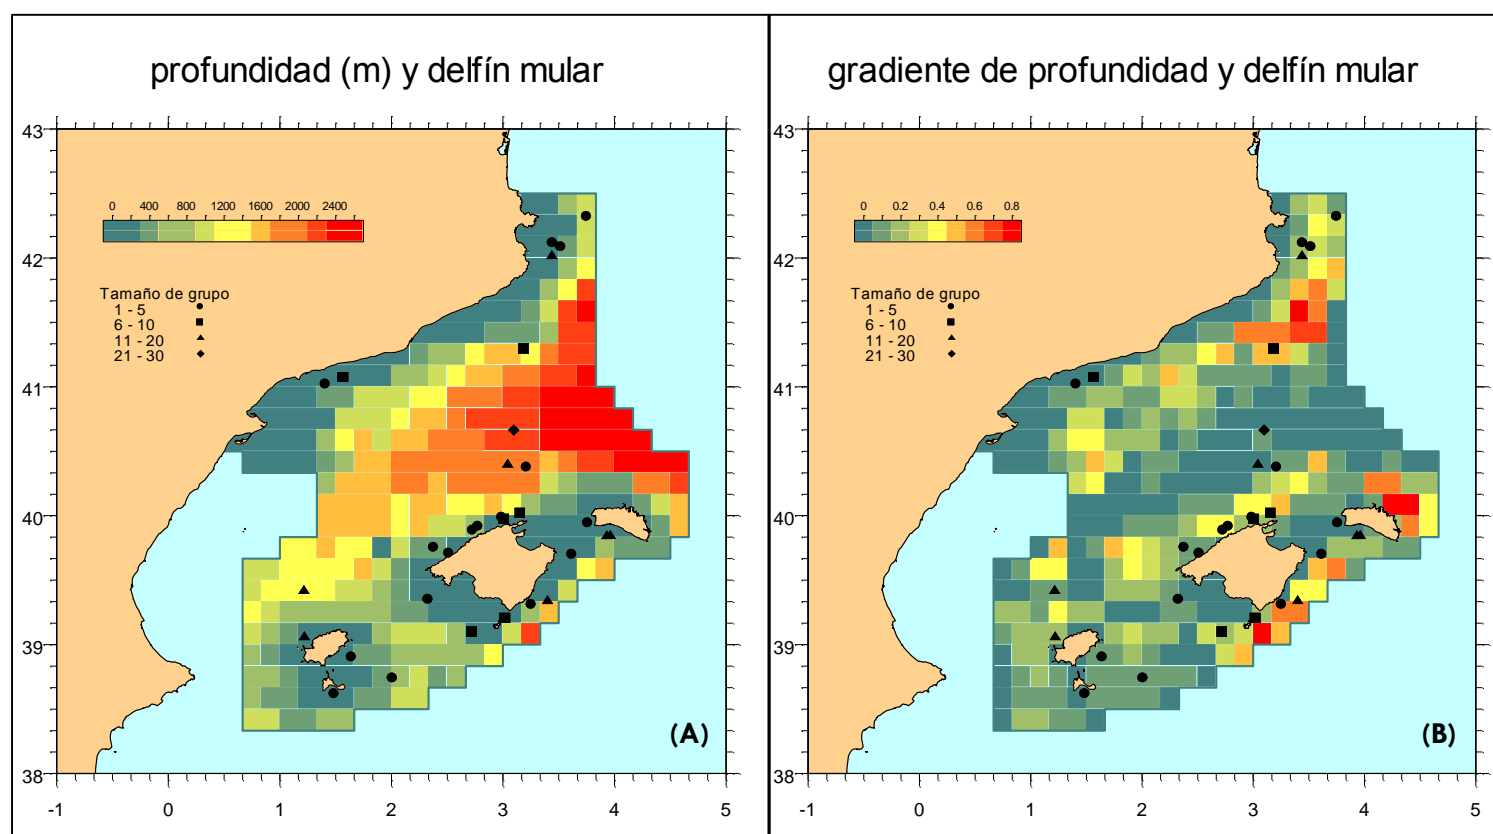 profundidad (m) y delfín mular
43
42
41
40
39
38
0 400 800 1200 1600 2000 2400
Tamaño de grupo
1 - 5
6 - 10
11 - 20
21 - 30
(A)
-1 0 1 2 3 4 5
gradiente de profundidad y delfín mular
43
42
41
40
39
38
0 0.2 0.4 0.6 0.8
Tamaño de grupo
1 - 5
6 - 10
11 - 20
21 - 30
(B)
-1 0 1 2 3 4 5